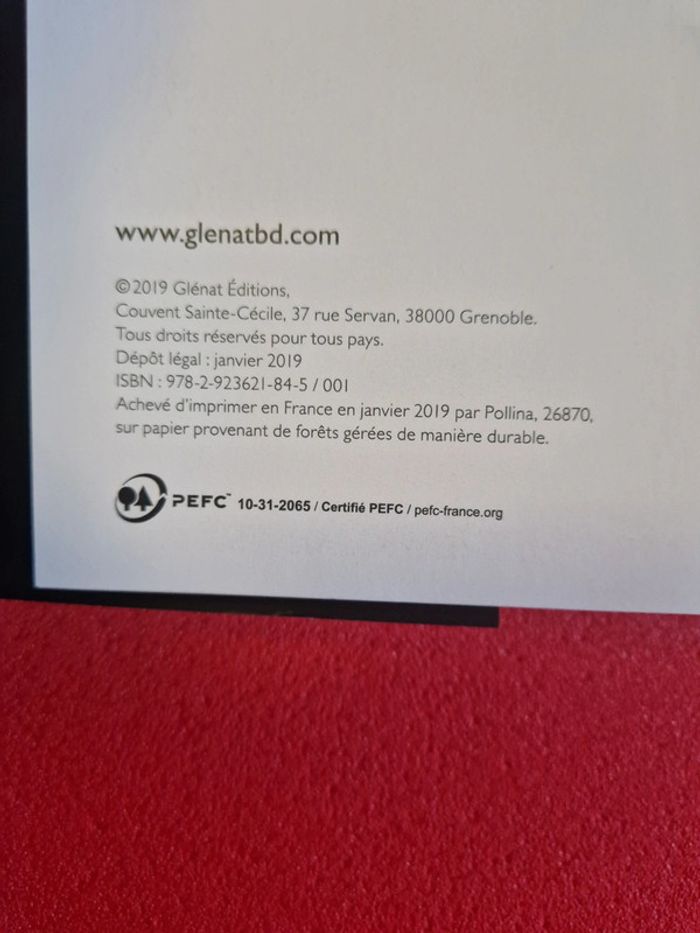 www.glenatbd.com
©2019 Glénat Éditions,
Couvent Sainte-Cécile, 37 rue Servan, 38000 Grenoble.
Tous droits réservés pour tous pays.
Dépôt légal : janvier 2019
ISBN : 978-2-923621-84-5 / 001
Achevé d'imprimer en France en janvier 2019 par Pollina, 26870,
sur papier provenant de forêts gérées de manière durable.
PEFC™ 10-31-2065 / Certifié PEFC / pefc-france.org